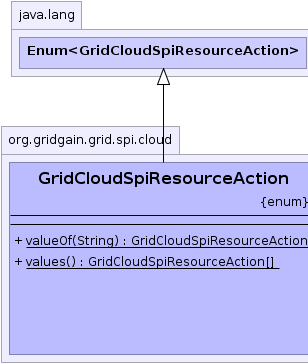 java.lang
Enum<GridCloudSpiResourceAction>
org.gridgain.grid.spi.cloud
GridCloudSpiResourceAction
{enum}
+ valueOf(String) : GridCloudSpiResourceAction
+ values() : GridCloudSpiResourceAction[]